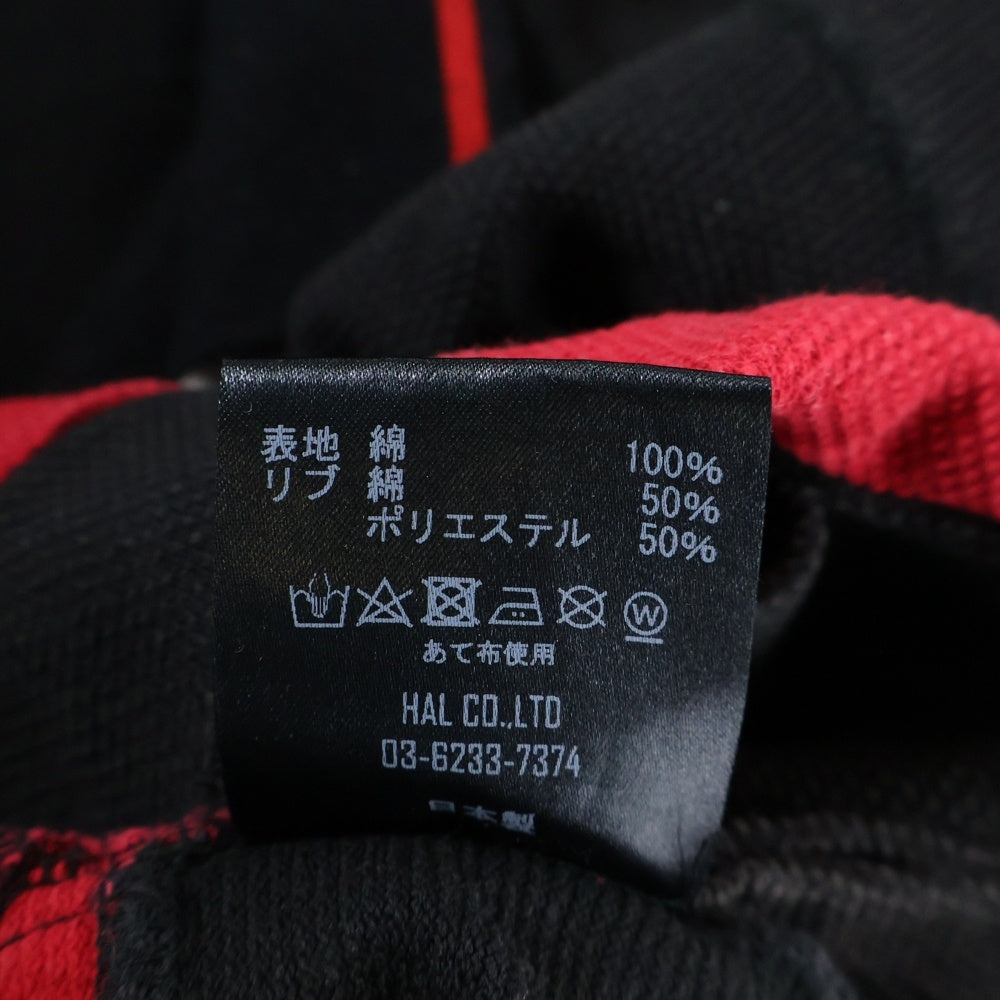 表地 綿 100%
リブ 綿 50%
ポリエステル 50%
W
あて布使用
HAL CO.,LTD
03-6233-7374
日本製